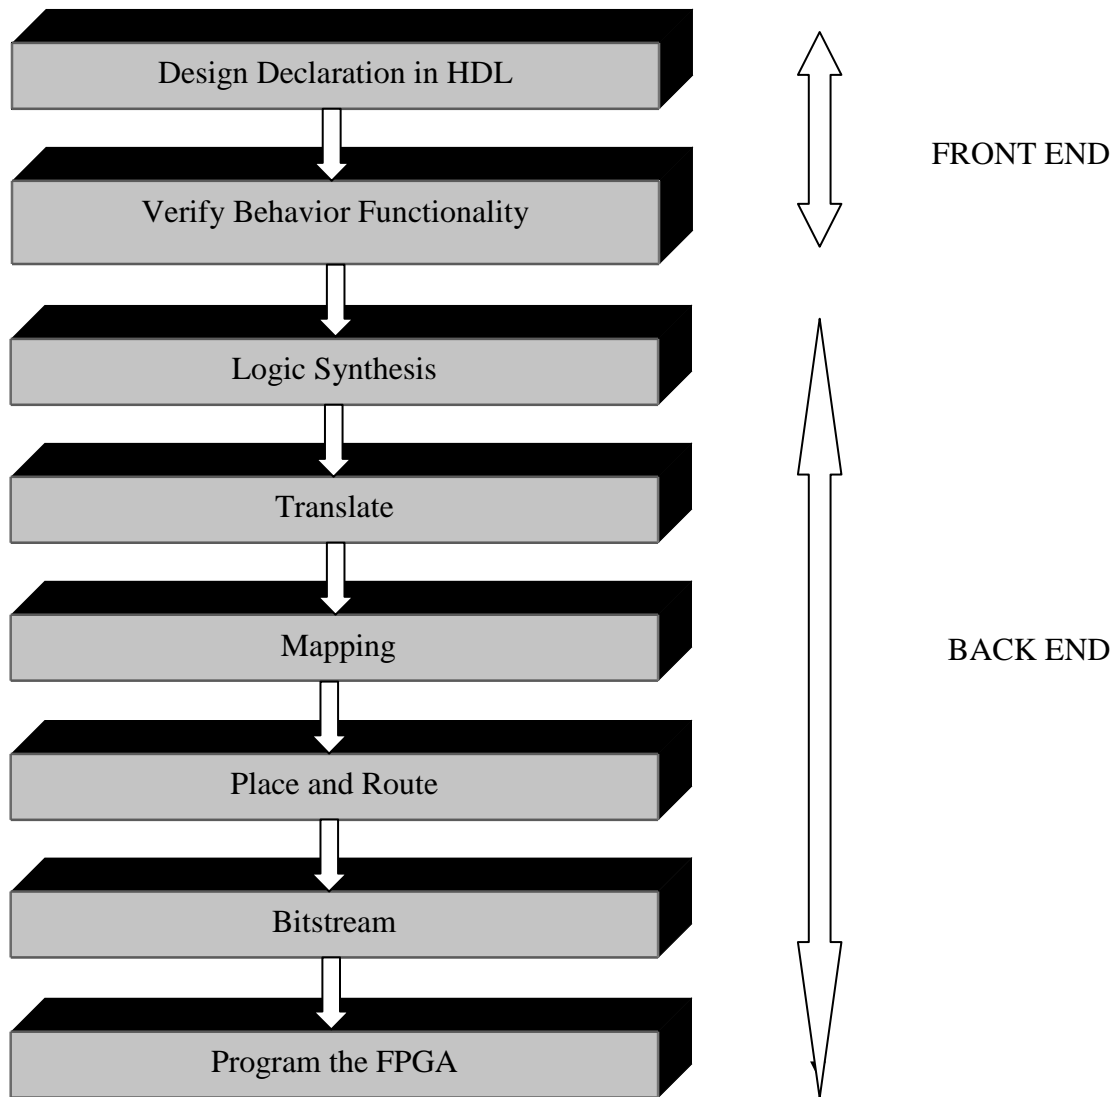 Design Declaration in HDL
FRONT END
Verify Behavior Functionality
Logic Synthesis
Translate
Mapping
BACK END
Place and Route
Bitstream
Program the FPGA